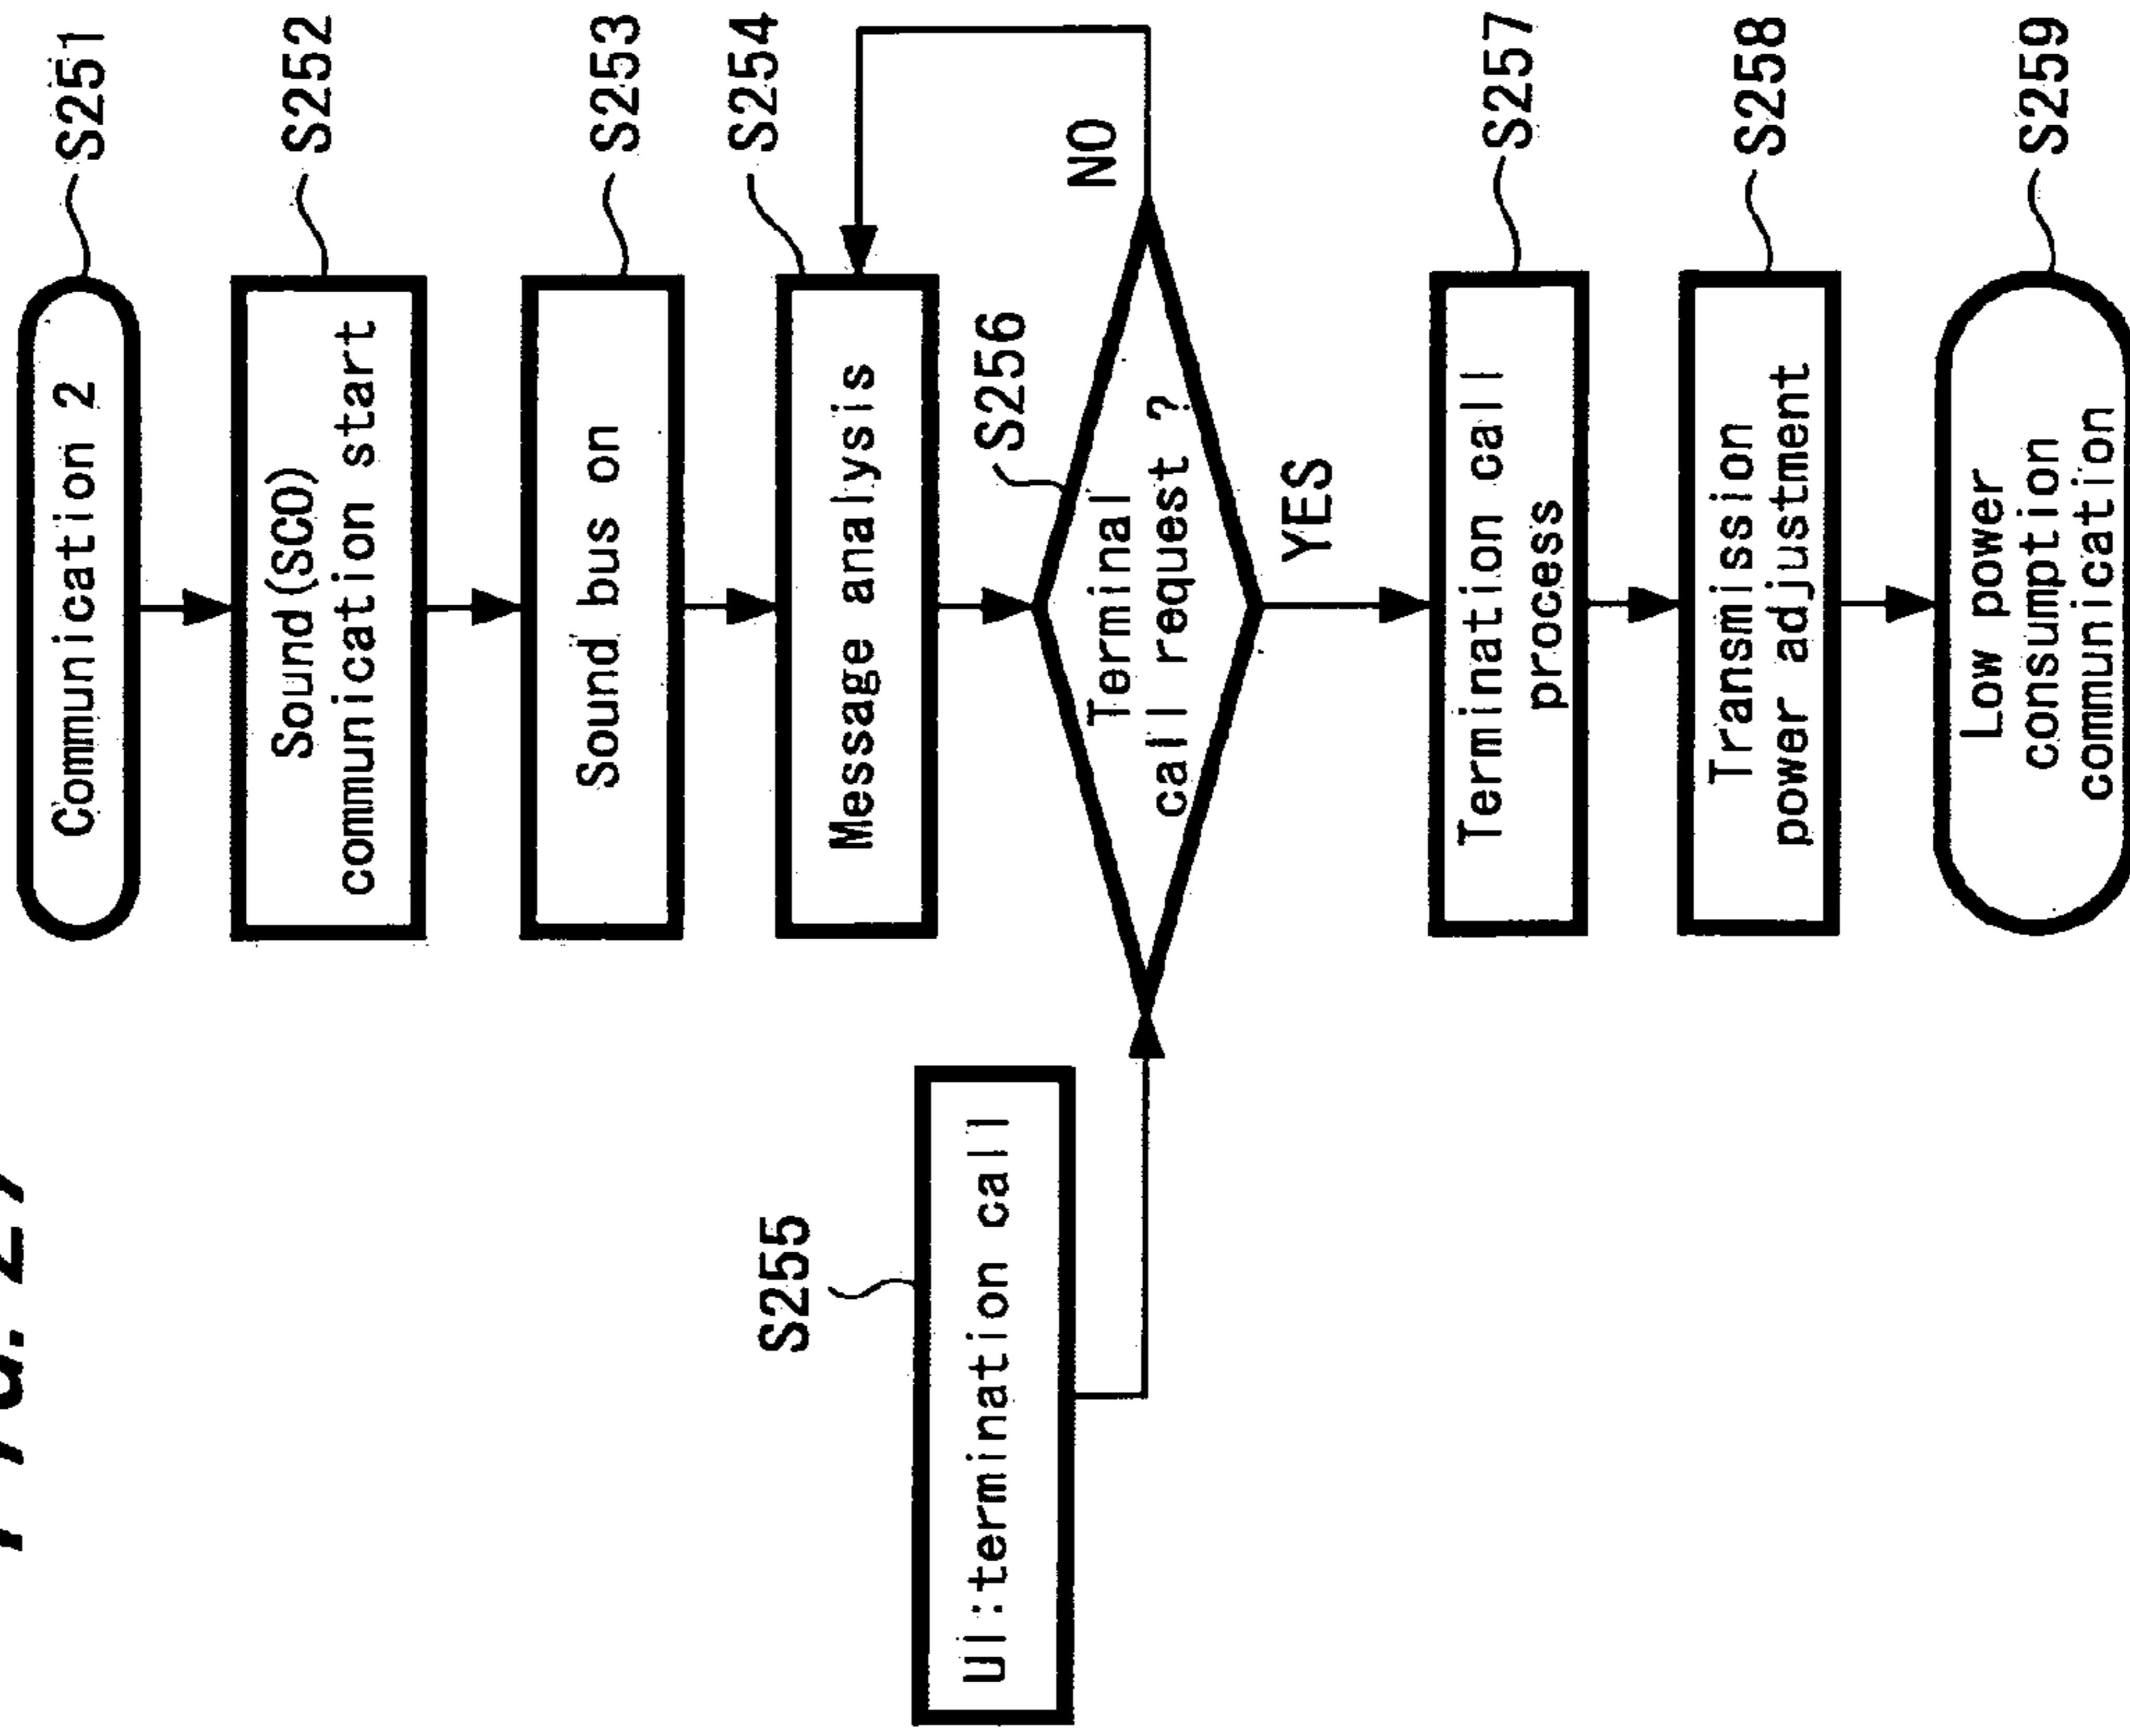 Communication 2
S251
Sound(SCO)
communication start
S252
Sound bus on
S253
Message analysis
S254
UI:termination call
S255
Terminal
call request ?
S256
NO
YES
Termination call
process
S257
Transmission
power adjustment
S258
Low power
consumption
communication
S259